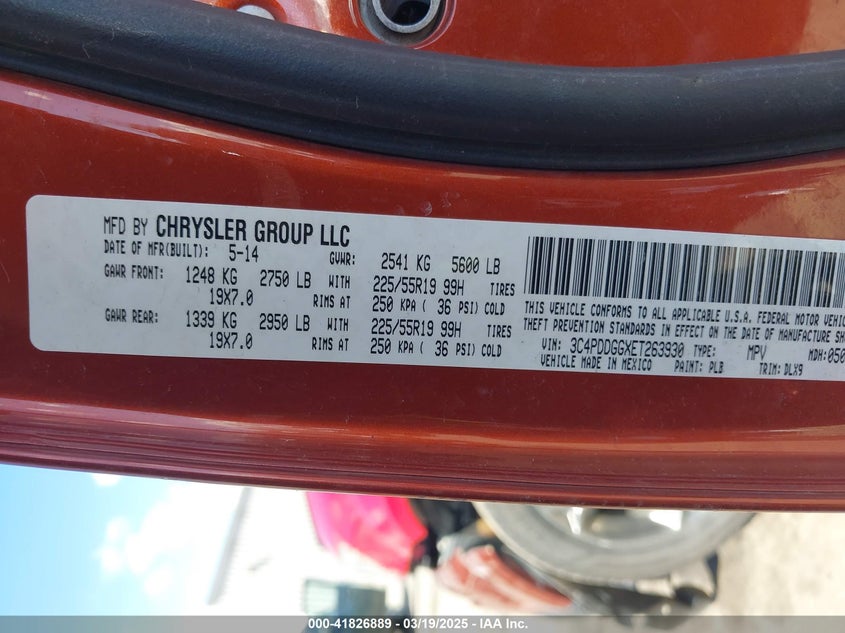 MFD BY CHRYSLER GROUP LLC
DATE OF MFR(BUILT): 5-14 GVWR: 2541 KG 5600 LB
GAWR FRONT: 1248 KG 2750 LB WITH 225/55R19 99H TIRES
19X7.0 RIMS AT 250 KPA ( 36 PSI) COLD
GAWR REAR: 1339 KG 2950 LB WITH 225/55R19 99H TIRES
19X7.0 RIMS AT 250 KPA ( 36 PSI) COLD
THIS VEHICLE CONFORMS TO ALL APPLICABLE U.S.A. FEDERAL MOTOR VEHIC
THEFT PREVENTION STANDARDS IN EFFECT ON THE DATE OF MANUFACTURE SH
VIN: 3C4PDDGGXET263930 TYPE: MPV MDH:050
VEHICLE MADE IN MEXICO PAINT: PLB TRIM: DLX9
000-41826889 - 03/19/2025 - IAA Inc.